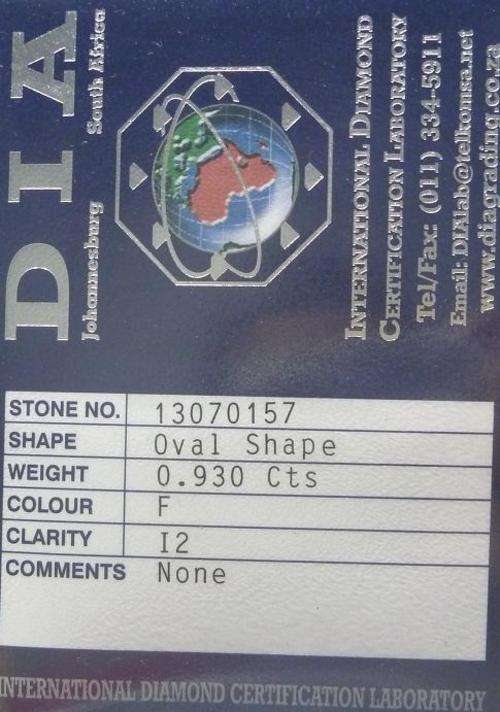 DIA
Johannesburg South Africa
INTERNATIONAL DIAMOND
CERTIFICATION LABORATORY
Tel/Fax: (011) 334-5911
Email: DIAlab@telkomsa.net
www.diagrading.co.za
STONE NO. 13070157
SHAPE Oval Shape
WEIGHT 0.930 Cts
COLOUR F
CLARITY I2
COMMENTS None
INTERNATIONAL DIAMOND CERTIFICATION LABORATORY